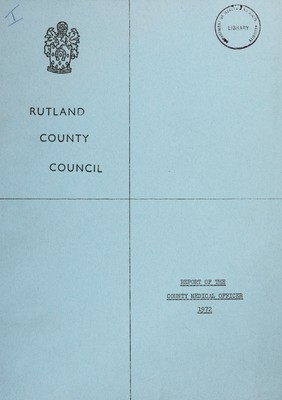 I
LIBRARY
RUTLAND
COUNTY
COUNCIL
REPORT OF THE
COUNTY MEDICAL OFFICER
1972